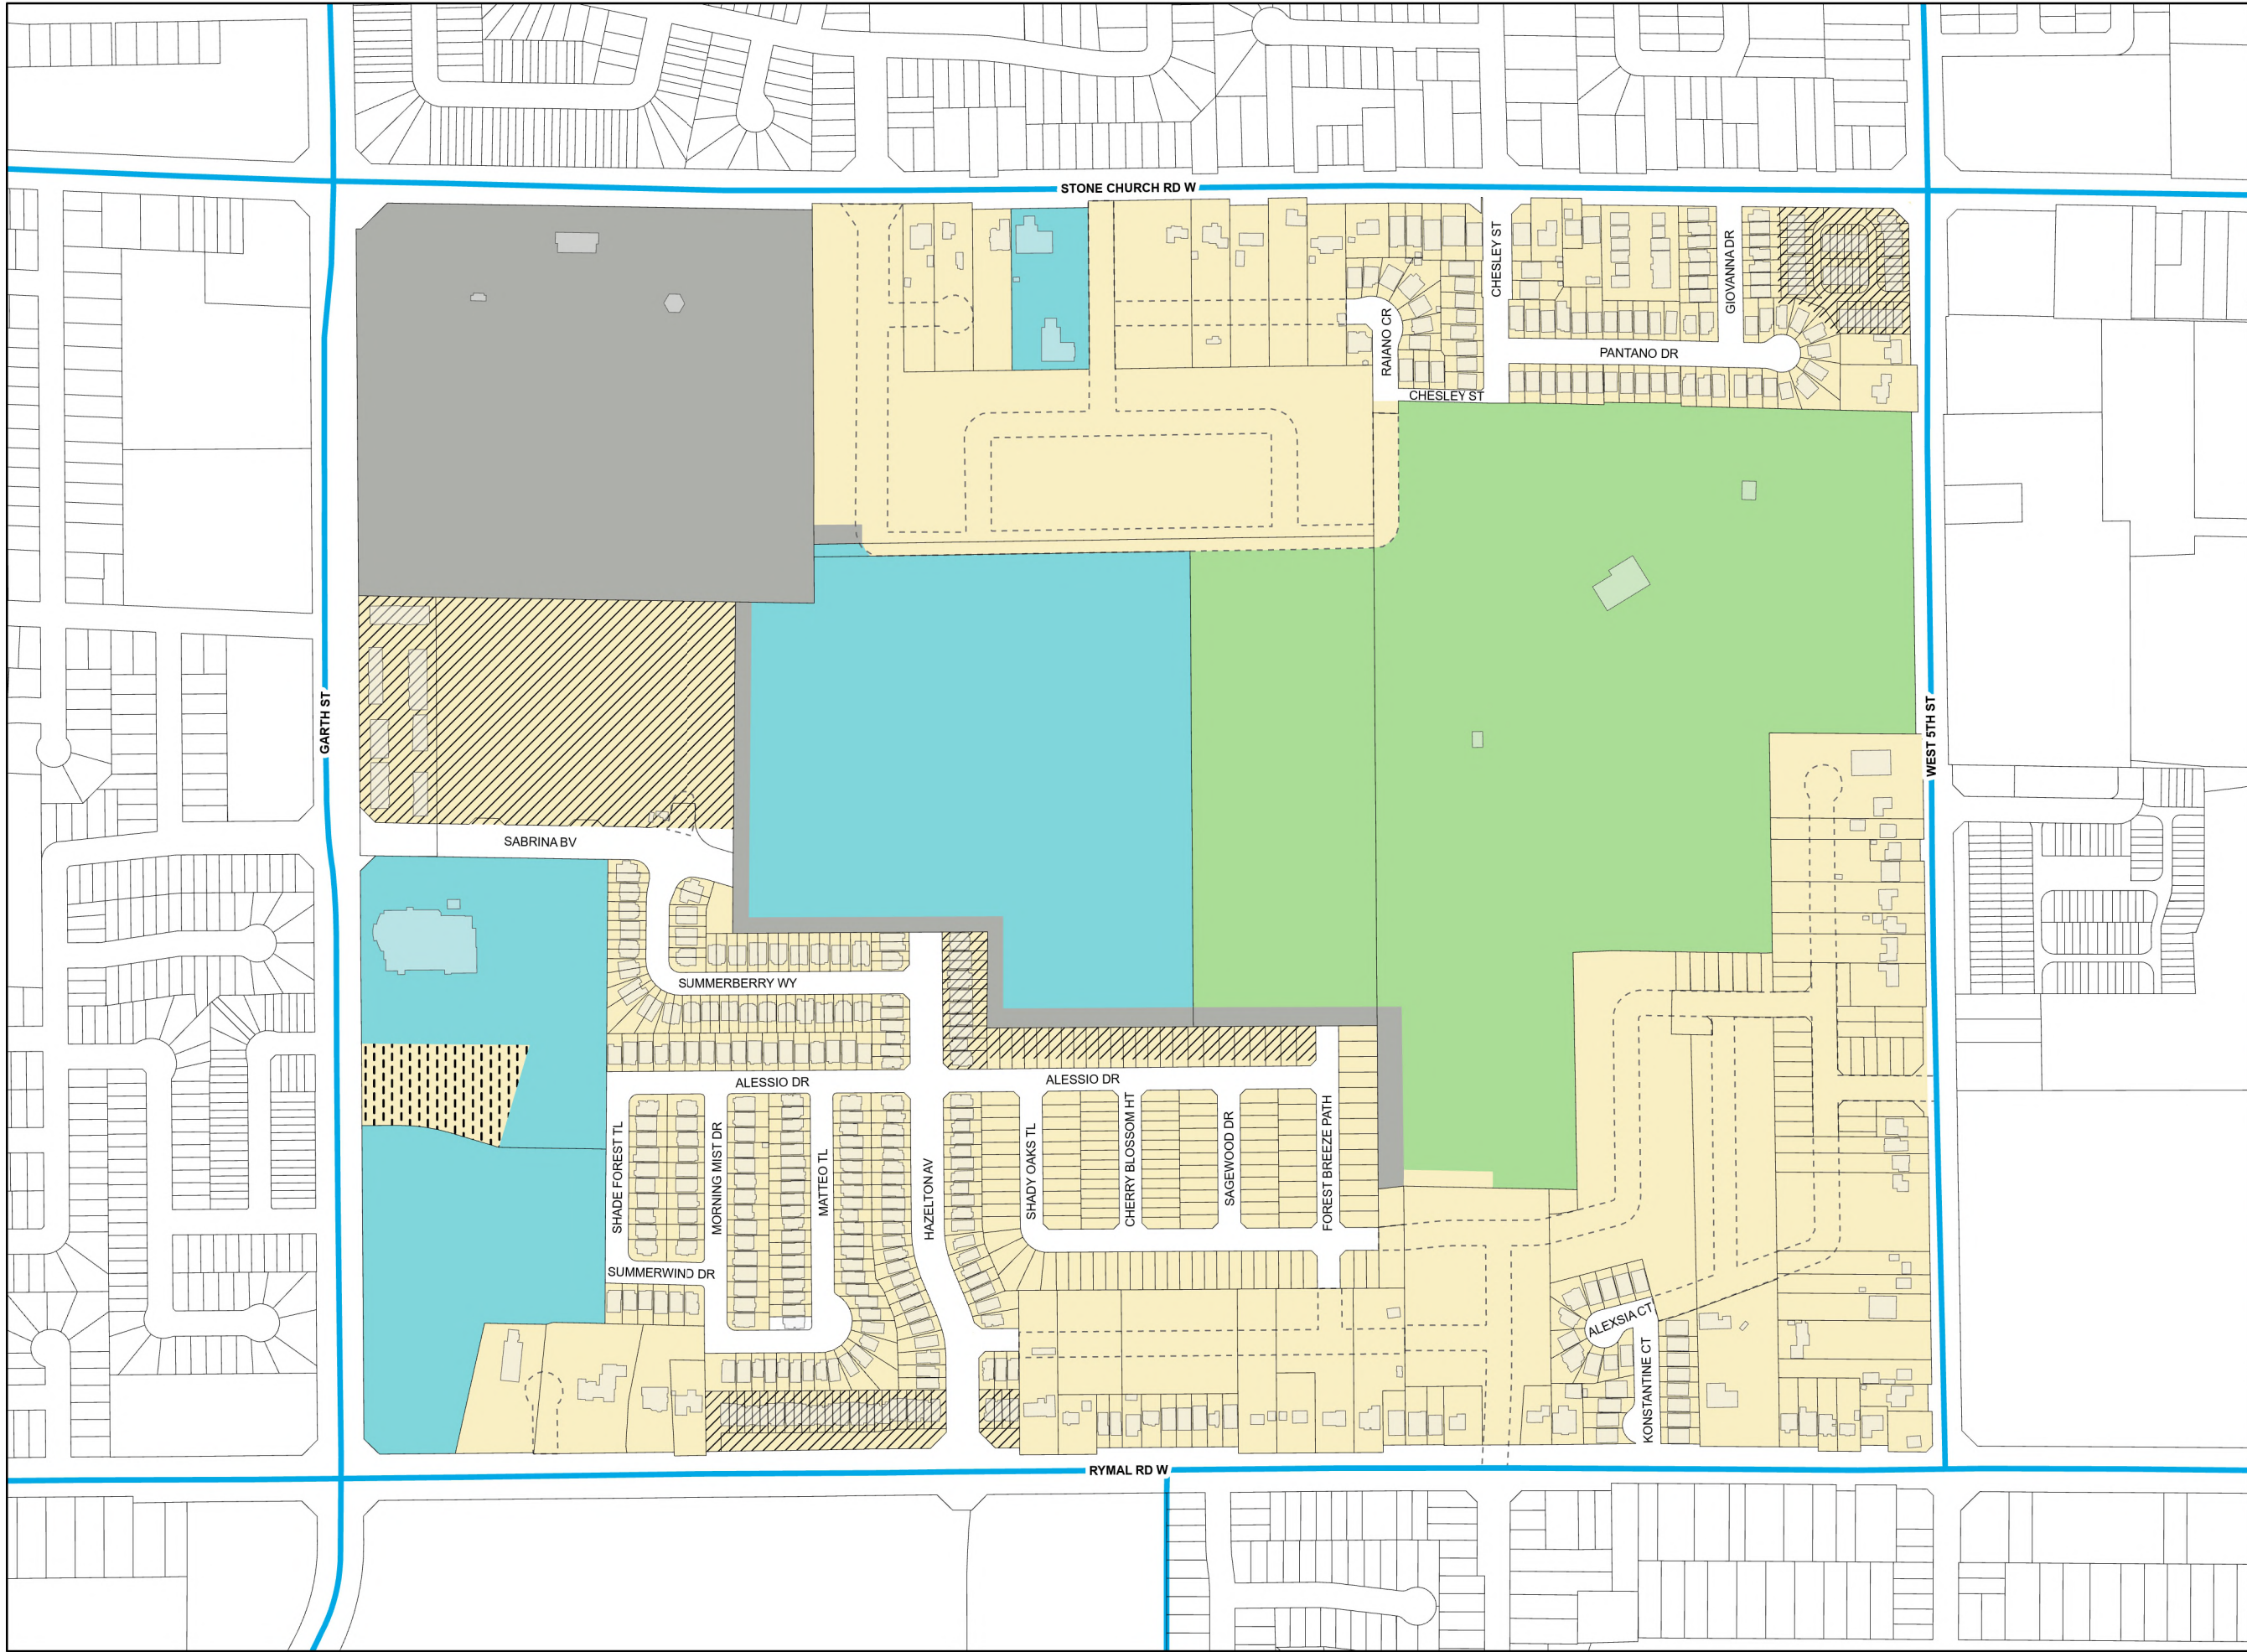 STONE CHURCH RD W
CHESLEY ST
GIOVANNA DR
RAIANO CR
PANTANO DR
CHESLEY ST
GARTH ST
WEST 5TH ST
SABRINA BV
SUMMERBERRY WY
ALESSIO DR
ALESSIO DR
SHADE FOREST TL
MORNING MIST DR
MATTEO TL
HAZELTON AV
SHADY OAKS TL
CHERRY BLOSSOM HT
SAGEWOOD DR
FOREST BREEZE PATH
SUMMERWIND DR
ALEXSIA CT
KONSTANTINE CT
RYMAL RD W